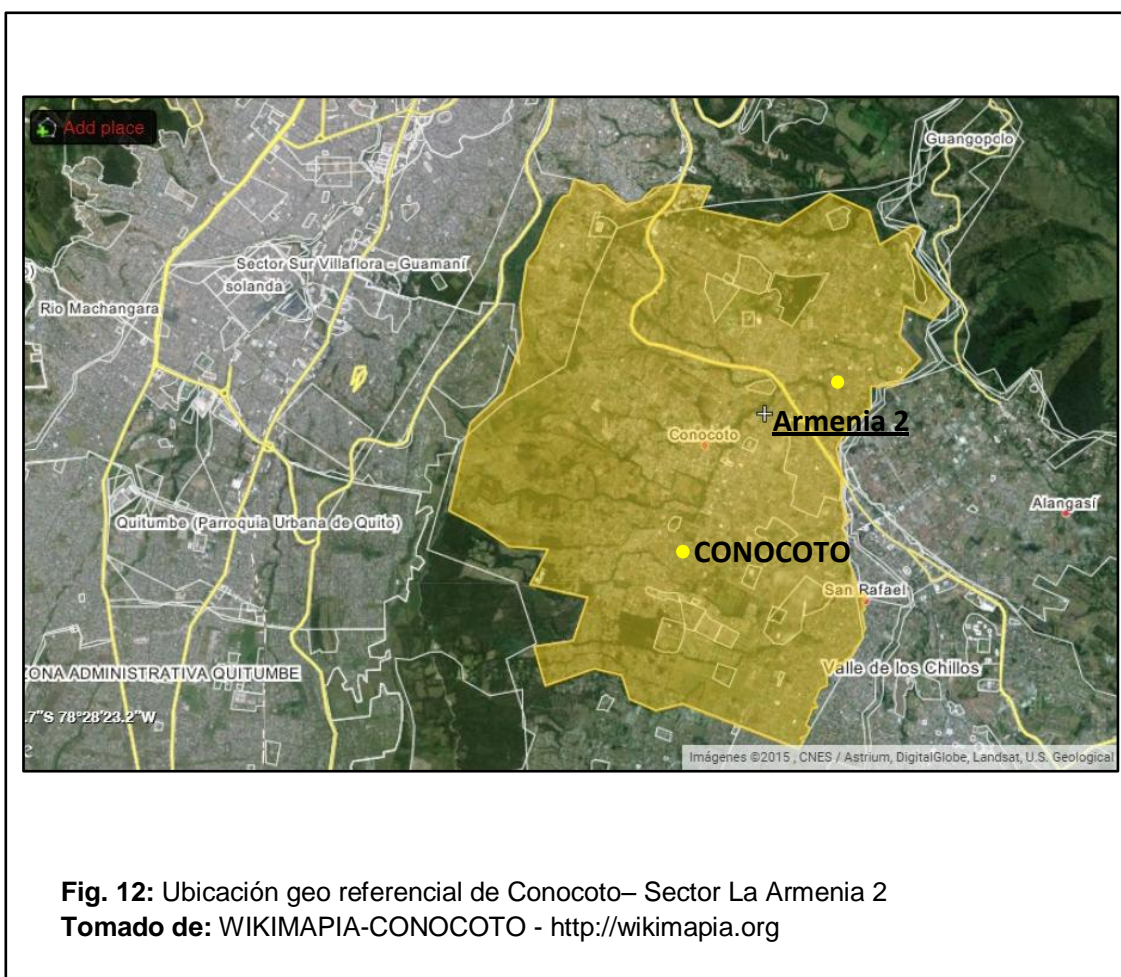 Add place
Guangopolo
Sector Sur Villaflora - Guamaní
solanda
Rio Machangara
Armenia 2
Conocoto
Alangasí
Quitumbe (Parroquia Urbana de Quito)
CONOCOTO
San Rafael
Valle de los Chillos
ONA ADMINISTRATIVA QUITUMBE
.7"S 78°28'23.2"W
Imágenes ©2015 , CNES / Astrium, DigitalGlobe, Landsat, U.S. Geological
Fig. 12: Ubicación geo referencial de Conocoto– Sector La Armenia 2
Tomado de: WIKIMAPIA-CONOCOTO - http://wikimapia.org